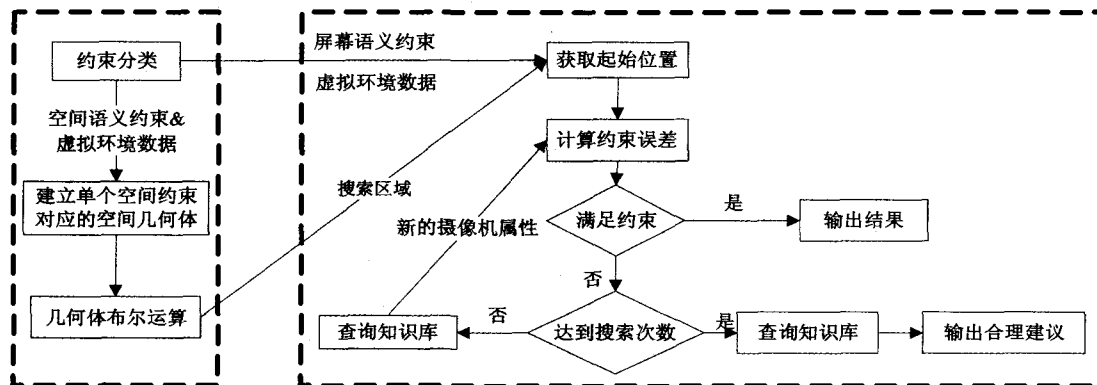 约束分类
空间语义约束&
虚拟环境数据
建立单个空间约束
对应的空间几何体
几何体布尔运算
屏幕语义约束
虚拟环境数据
搜索区域
获取起始位置
计算约束误差
新的摄像机属性
满足约束
是
输出结果
否
达到搜索次数
否
查询知识库
是
查询知识库
输出合理建议